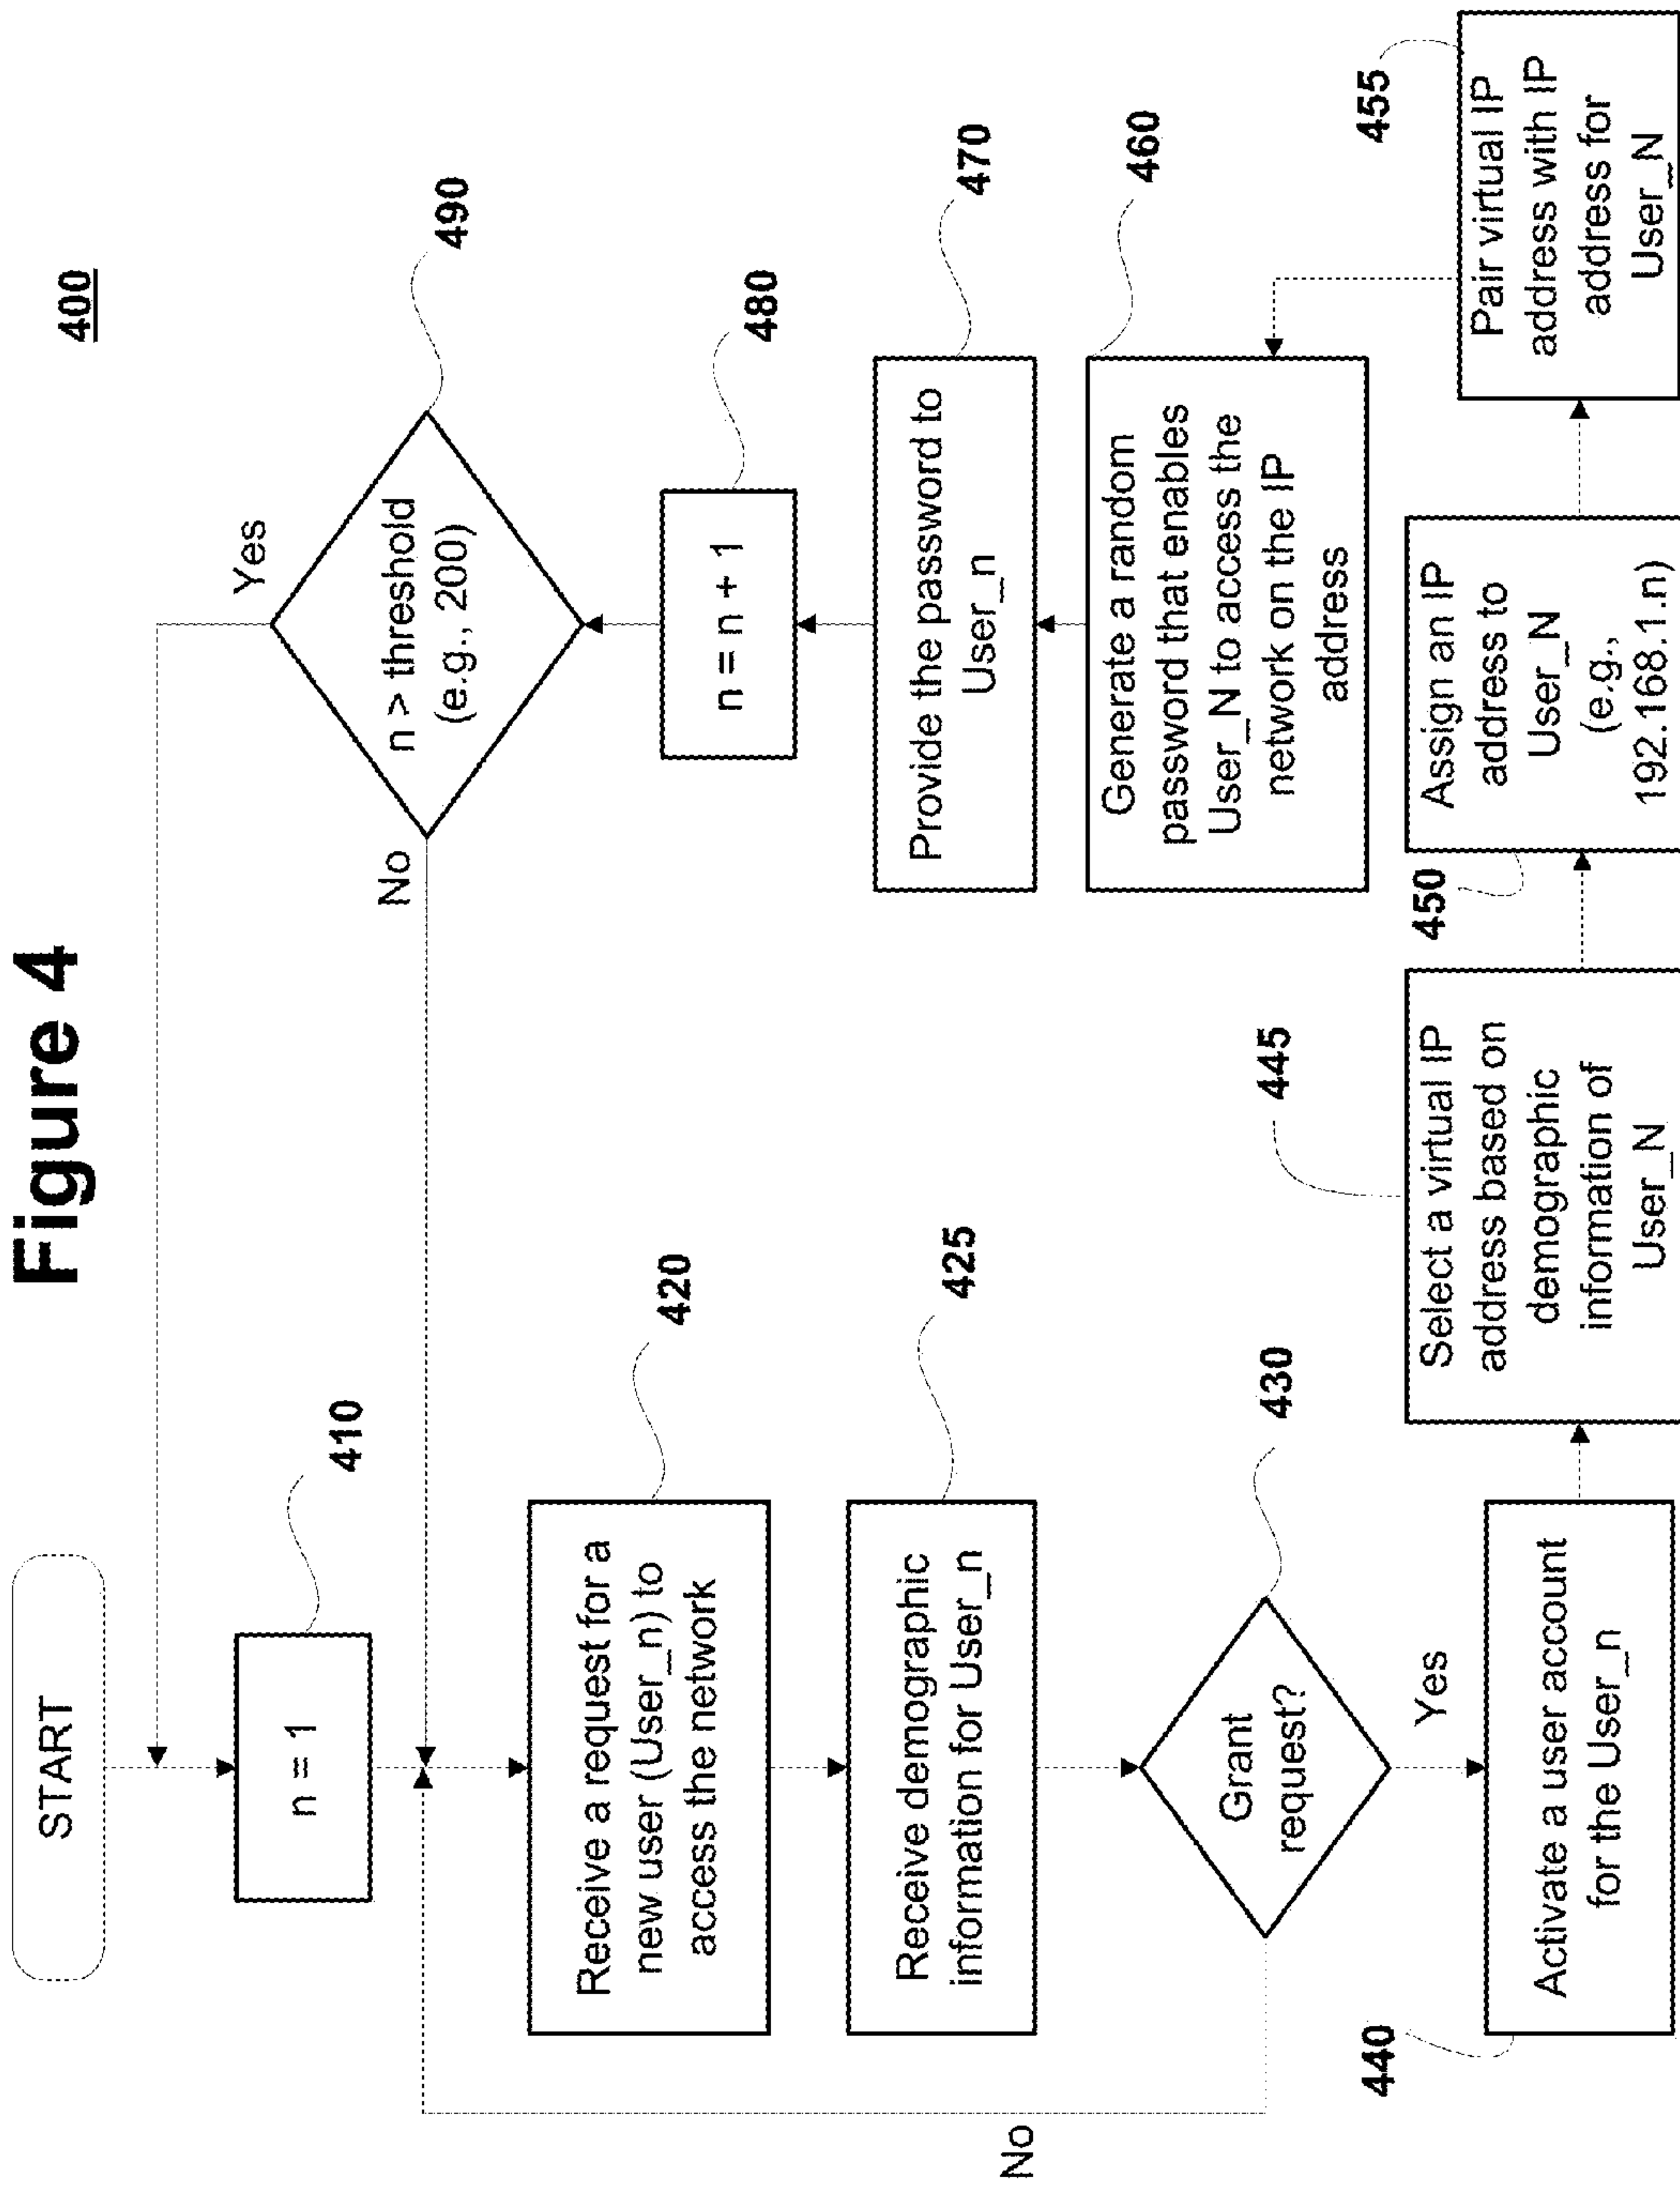 Figure 4
400
START
n = 1
410
Receive a request for a
new user (User_n) to
access the network
420
Receive demographic
information for User_n
425
Grant
request?
430
No
Yes
Activate a user account
for the User_n
440
Select a virtual IP
address based on
demographic
information of
User_N
445
Assign an IP
address to
User_N
(e.g.,
192.168.1.n)
450
Pair virtual IP
address with IP
address for
User_N
455
Generate a random
password that enables
User_N to access the
network on the IP
address
460
Provide the password to
User_n
470
n = n + 1
480
n > threshold
(e.g., 200)
490
Yes
No